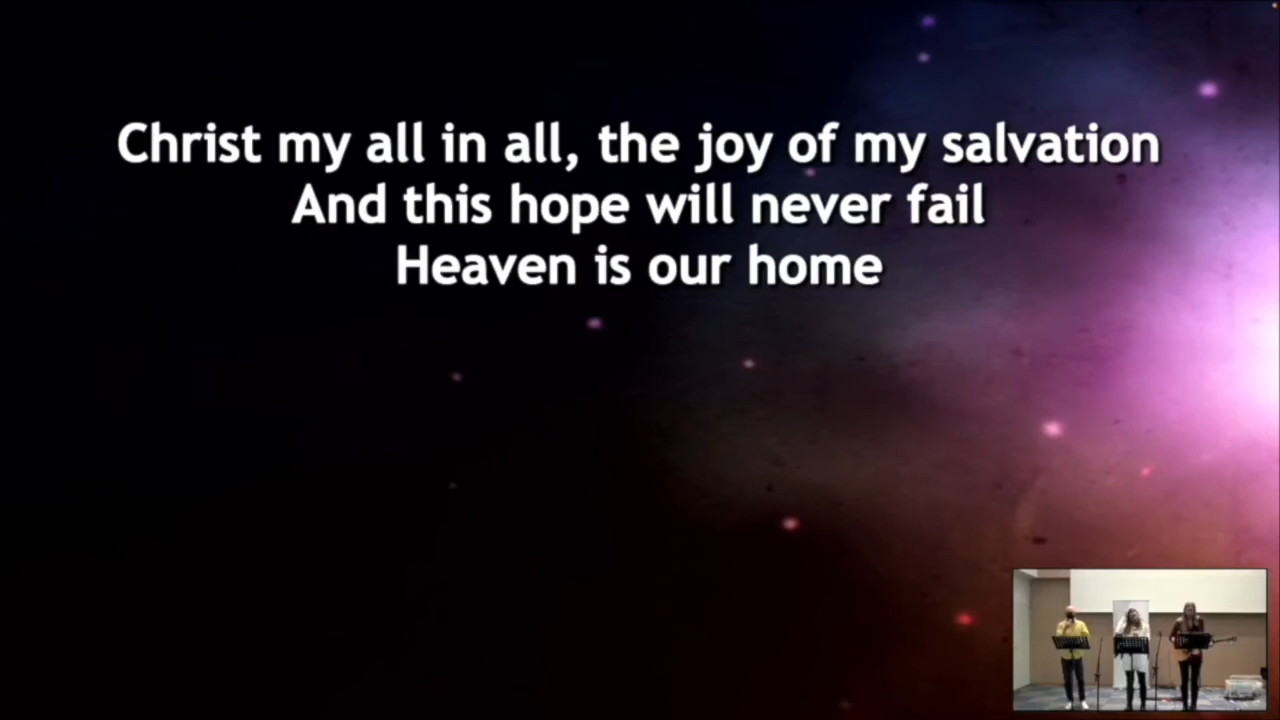 Christ my all in all, the joy of my salvation
And this hope will never fail
Heaven is our home